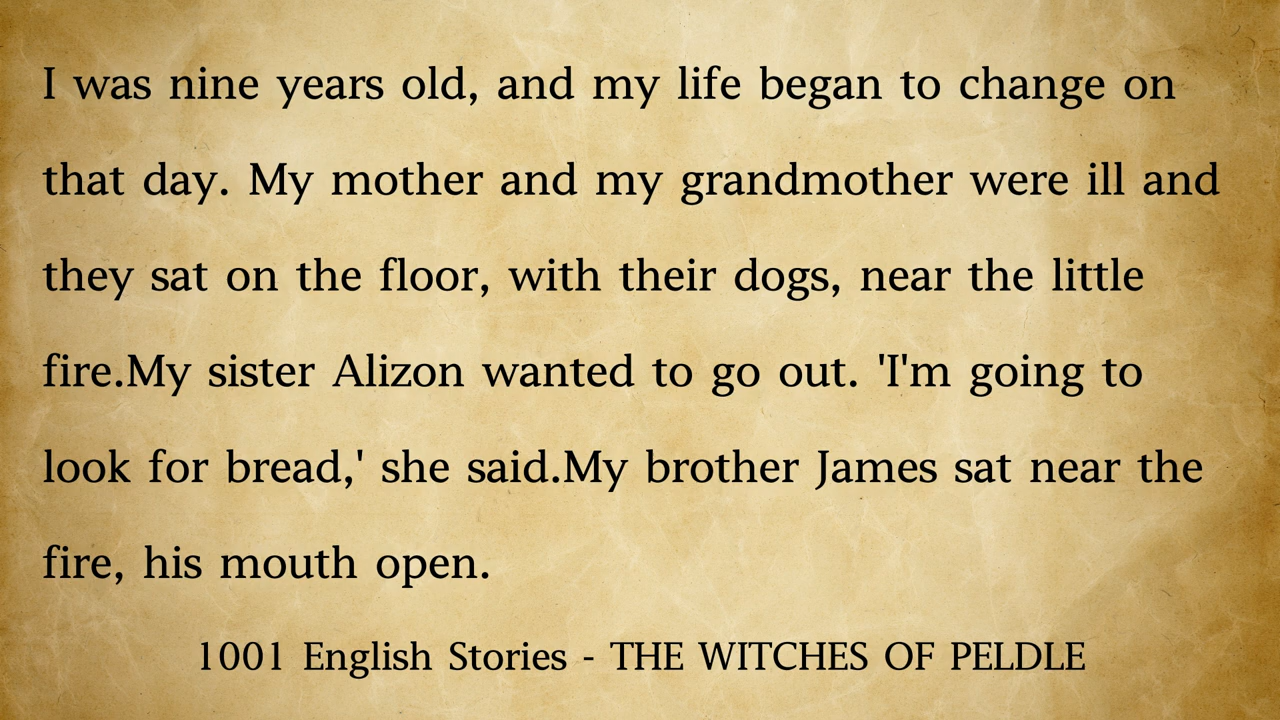 I was nine years old, and my life began to change on
that day. My mother and my grandmother were ill and
they sat on the floor, with their dogs, near the little
fire.My sister Alizon wanted to go out. 'I'm going to
look for bread,' she said.My brother James sat near the
fire, his mouth open.
1001 English Stories - THE WITCHES OF PELDLE